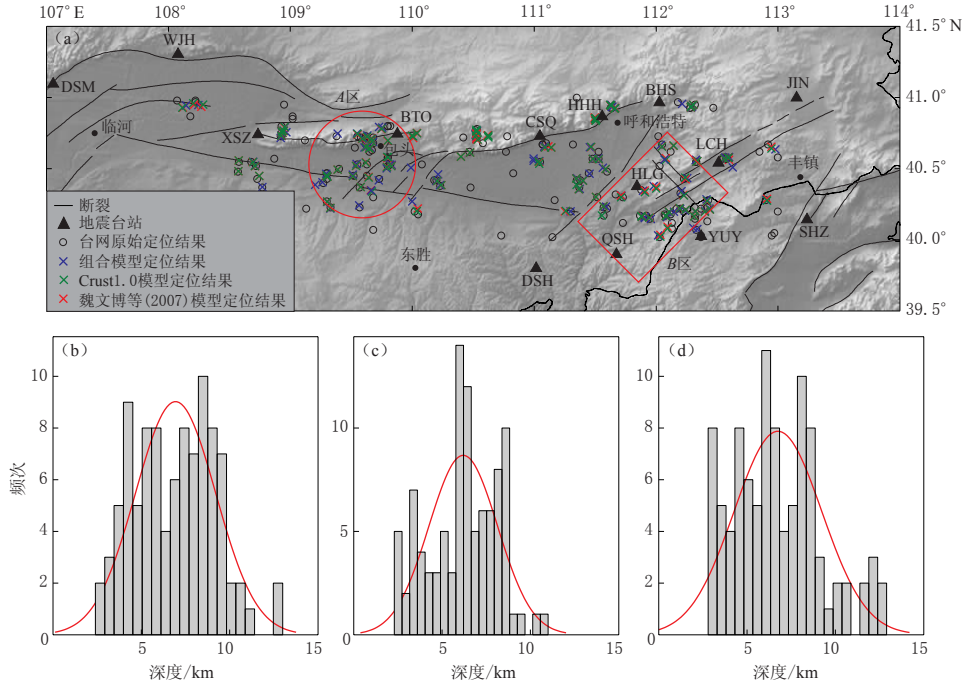 107° E 108° 109° 110° 111° 112° 113° 114°
41.5° N
(a)
WJH
DSM
A区
JIN
41.0°
BHS
HHH
BTO
呼和浩特
临河
XSZ
CSQ
包头
LCH
40.5°
HLG
丰镇
断裂
地震台站
台网原始定位结果
组合模型定位结果
Crust1.0模型定位结果
魏文博等(2007)模型定位结果
东胜
DSH
QSH
YUY
SHZ
40.0°
B区
39.5°
(b) (c) (d)
10 10 10
8 8
6 5 6
4 4
2 2
0 0 0
频次
5 10 15 5 10 15 5 10 15
深度/km 深度/km 深度/km